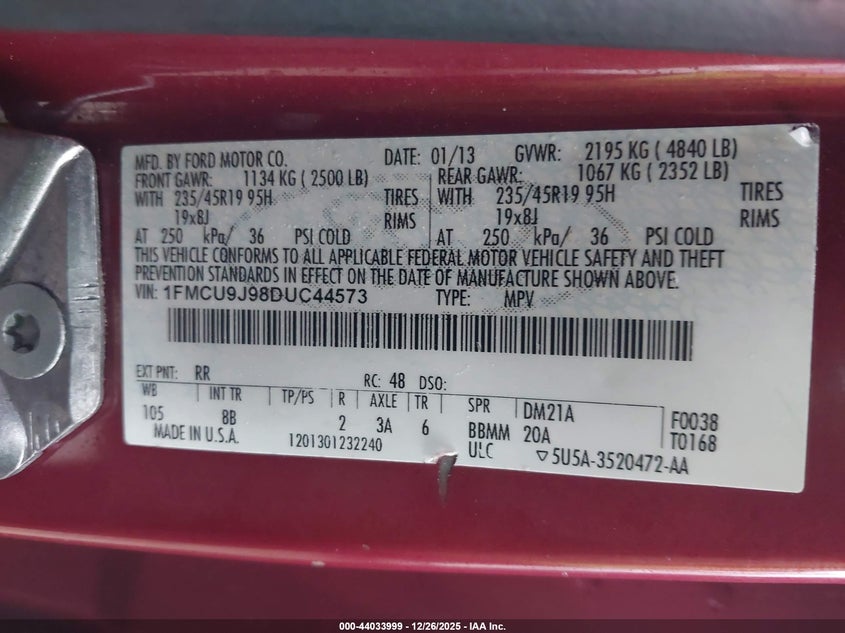 MFD. BY FORD MOTOR CO. DATE: 01/13 GVWR: 2195 KG ( 4840 LB)
FRONT GAWR: 1134 KG ( 2500 LB) REAR GAWR: 1067 KG ( 2352 LB)
WITH 235/45R19 95H TIRES WITH 235/45R19 95H TIRES
19x8J RIMS 19x8J RIMS
AT 250 kPa/ 36 PSI COLD AT 250 kPa/ 36 PSI COLD
THIS VEHICLE CONFORMS TO ALL APPLICABLE FEDERAL MOTOR VEHICLE SAFETY AND THEFT
PREVENTION STANDARDS IN EFFECT ON THE DATE OF MANUFACTURE SHOWN ABOVE.
VIN: 1FMCU9J98DUC44573 TYPE: MPV
EXT PNT: RR RC: 48 DSO:
WB INT TR TP/PS R AXLE TR SPR DM21A F0038
105 8B 2 3A 6 BBMM 20A T0168
MADE IN U.S.A. 1201301232240 ULC ▽5U5A-3520472-AA
000-44033999 • 12/26/2025 - IAA Inc.